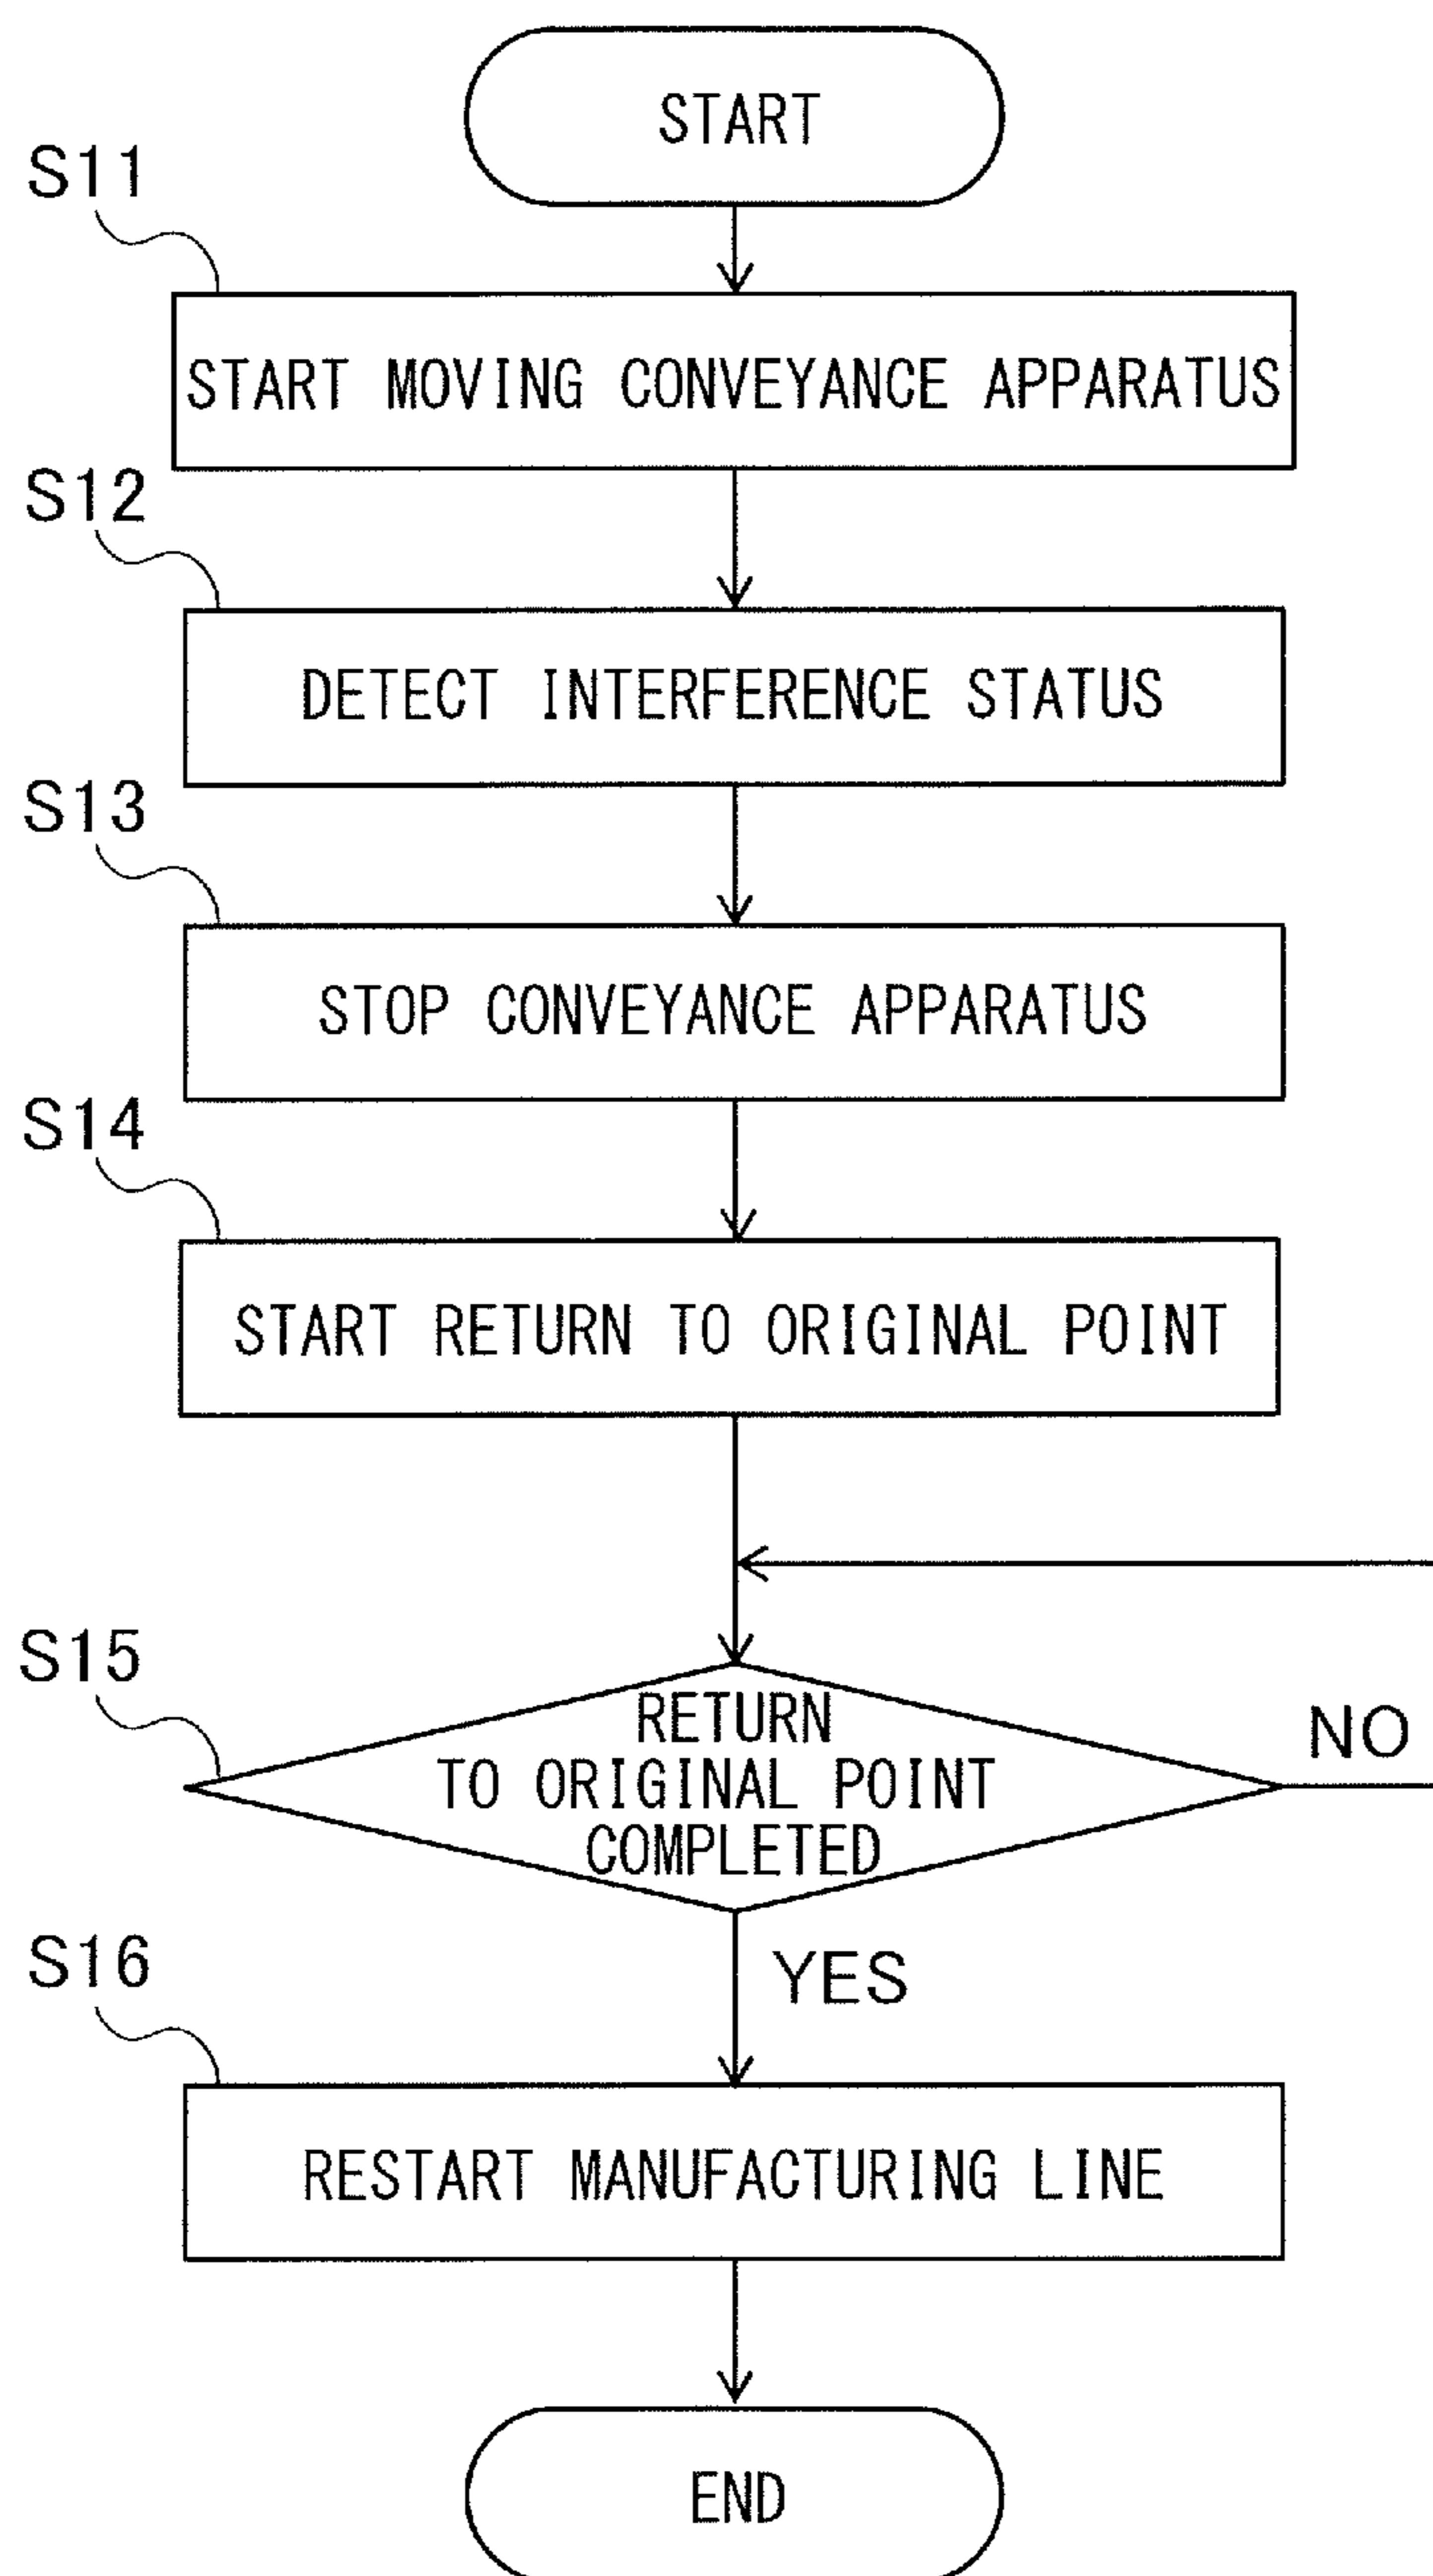 START
S11
START MOVING CONVEYANCE APPARATUS
S12
DETECT INTERFERENCE STATUS
S13
STOP CONVEYANCE APPARATUS
S14
START RETURN TO ORIGINAL POINT
S15
RETURN
TO ORIGINAL POINT
COMPLETED
NO
YES
S16
RESTART MANUFACTURING LINE
END